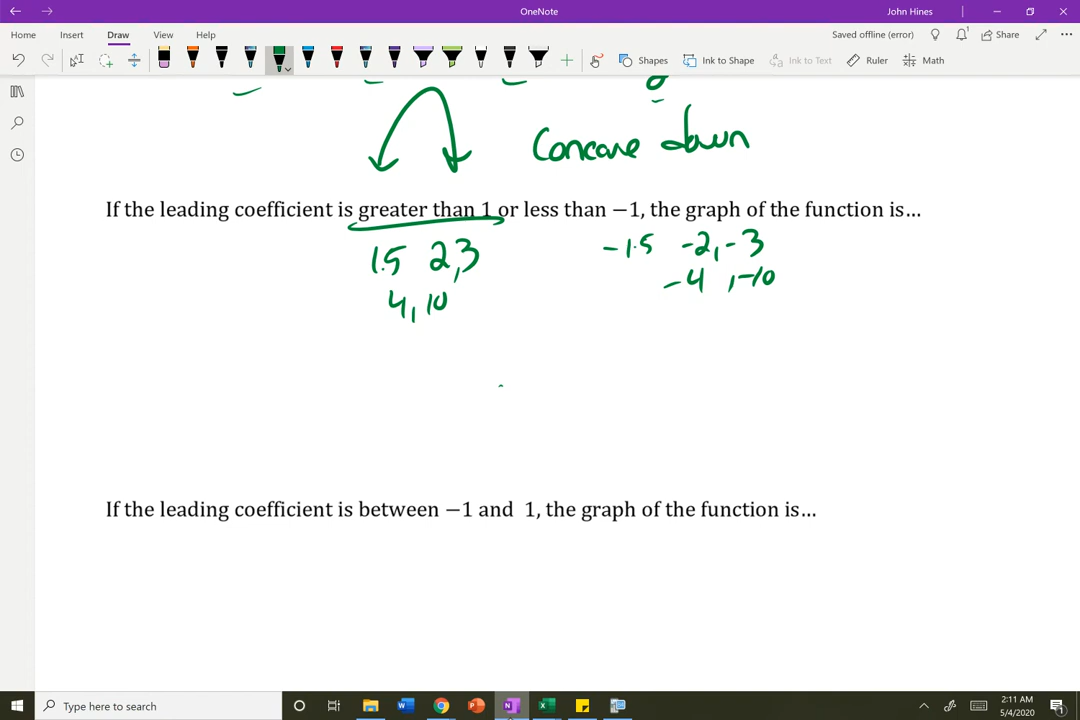 OneNote
John Hines
Home Insert Draw View Help
Saved offline (error)
Share
Shapes
Ink to Shape
Ink to Text
Ruler
Math
Concave down
If the leading coefficient is greater than 1 or less than −1, the graph of the function is…
1.5 2,3
-1.5 -2,-3
4,10
-4 ,-10
If the leading coefficient is between −1 and 1, the graph of the function is…
Type here to search
2:11 AM
5/4/2020